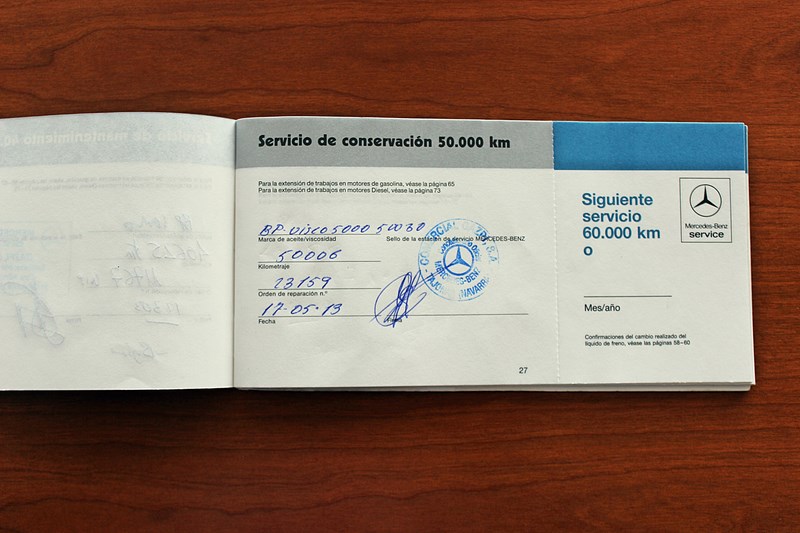 Servicio de conservación 50.000 km
Para la extensión de trabajos en motores de gasolina, véase la página 65
Para la extensión de trabajos en motores Diesel, véase la página 73
BP-Visco 5000 50030
Marca de aceite/viscosidad
Sello de la estación de servicio MERCEDES-BENZ
50006
Kilometraje
23159
Orden de reparación n.º
17-05-13
Fecha
27
Siguiente
servicio
60.000 km
o
Mercedes-Benz
service
Mes/año
Confirmaciones del cambio realizado del
líquido de freno, véase las páginas 58–60